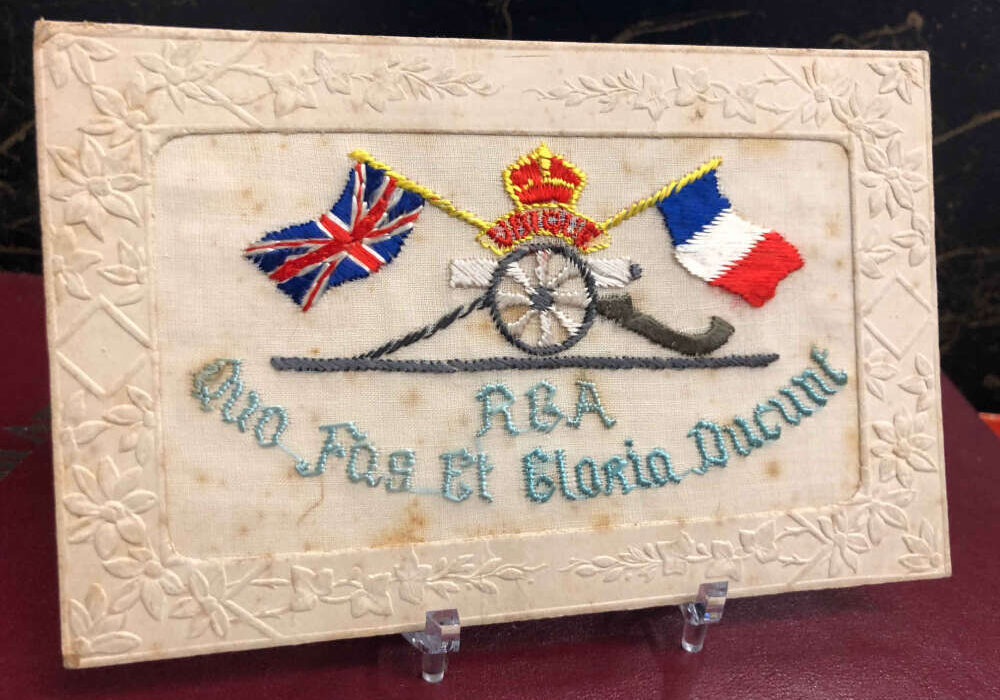 RGA
Quo Fas Et Gloria Ducunt